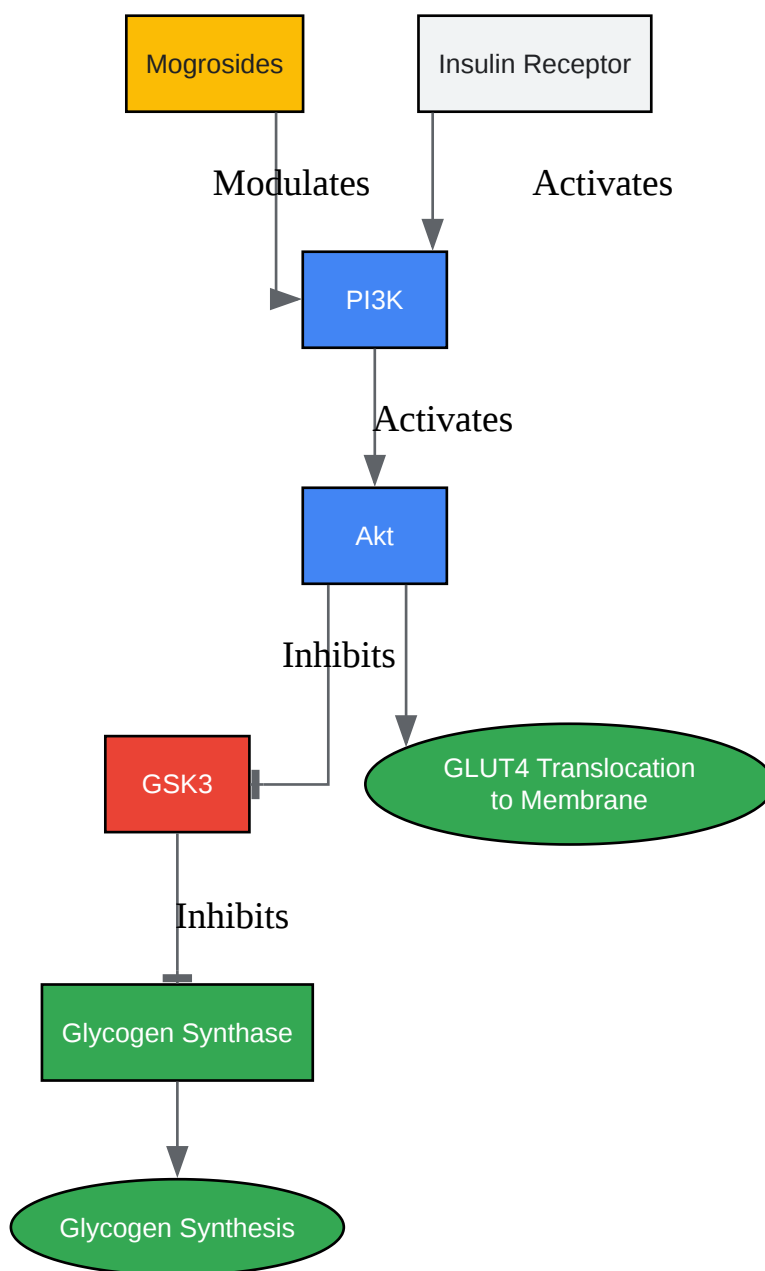 Mogrosides
Insulin Receptor
Modulates
Activates
PI3K
Activates
Akt
Inhibits
GSK3
GLUT4 Translocation
to Membrane
Inhibits
Glycogen Synthase
Glycogen Synthesis